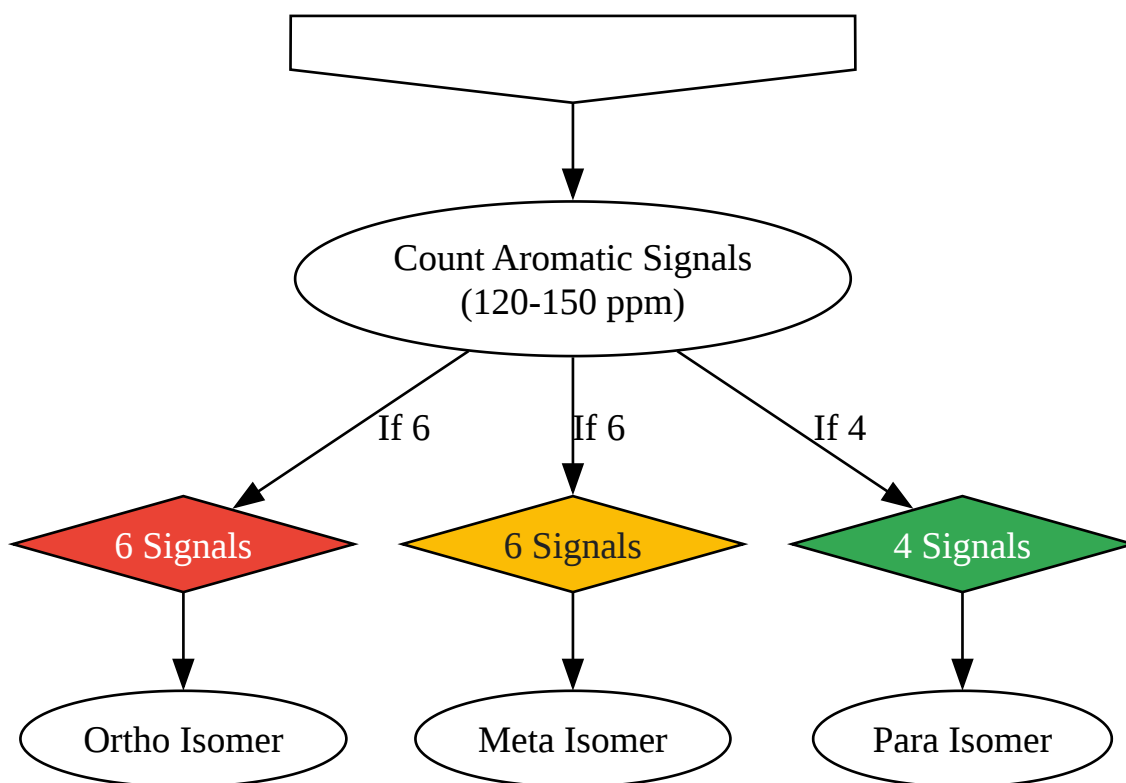 Count Aromatic Signals
(120-150 ppm)
If 6
If 6
If 4
6 Signals
6 Signals
4 Signals
Ortho Isomer
Meta Isomer
Para Isomer